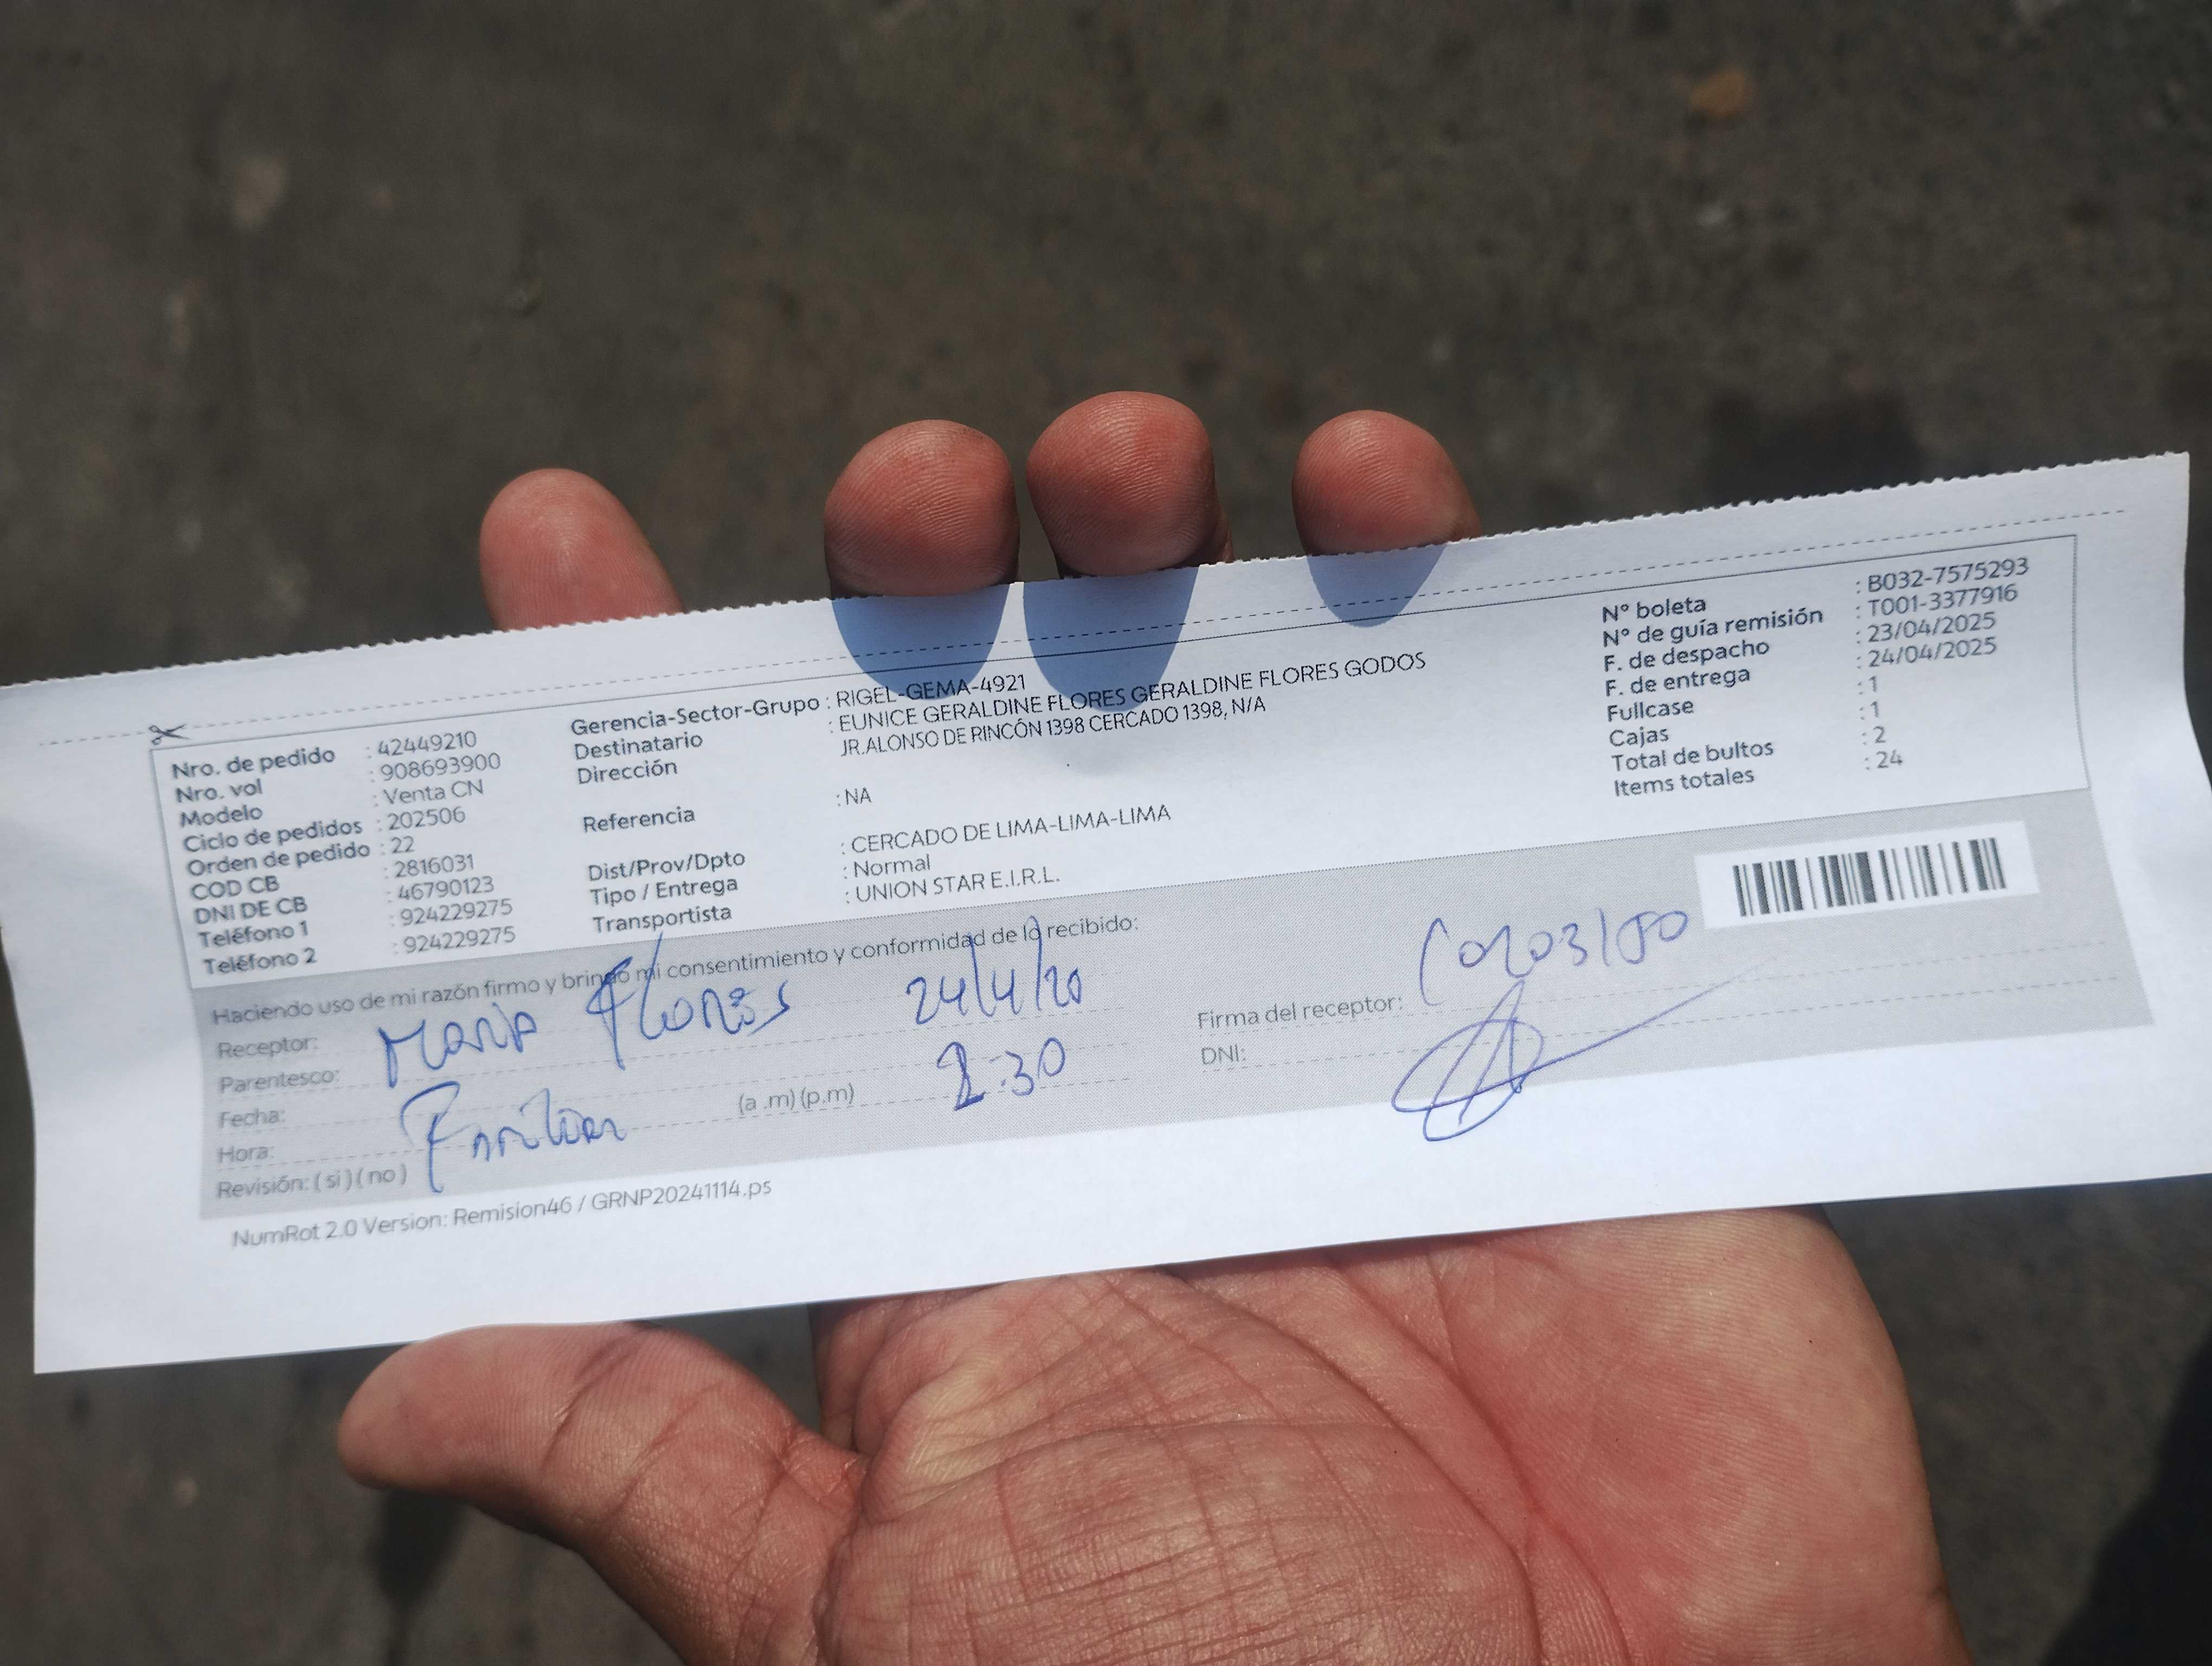 Nro. de pedido : 42449210
Nro. vol : 908693900
Modelo : Venta CN
Ciclo de pedidos : 202506
Orden de pedido : 22
COD CB : 2816031
DNI DE CB : 46790123
Teléfono 1 : 924229275
Teléfono 2 : 924229275
Gerencia-Sector-Grupo : RIGEL-GEMA-4921
Destinatario : EUNICE GERALDINE FLORES GERALDINE FLORES GODOS
Dirección JR.ALONSO DE RINCÓN 1398 CERCADO 1398, N/A
Referencia : NA
Dist/Prov/Dpto : CERCADO DE LIMA-LIMA-LIMA
Tipo / Entrega : Normal
Transportista : UNION STAR E.I.R.L.
N° boleta : B032-7575293
N° de guía remisión : T001-3377916
F. de despacho : 23/04/2025
F. de entrega : 24/04/2025
Fullcase : 1
Cajas : 1
Total de bultos : 2
Items totales : 24
Haciendo uso de mi razón firmo y brindo mi consentimiento y conformidad de lo recibido:
Receptor: Maria Flores
Parentesco:
Fecha: 24/4/20
Hora: (a .m) (p.m) :30
Revisión: ( si ) ( no ) Familiar
Firma del receptor:
DNI:
NumRot 2.0 Version: Remision46 / GRNP20241114.ps